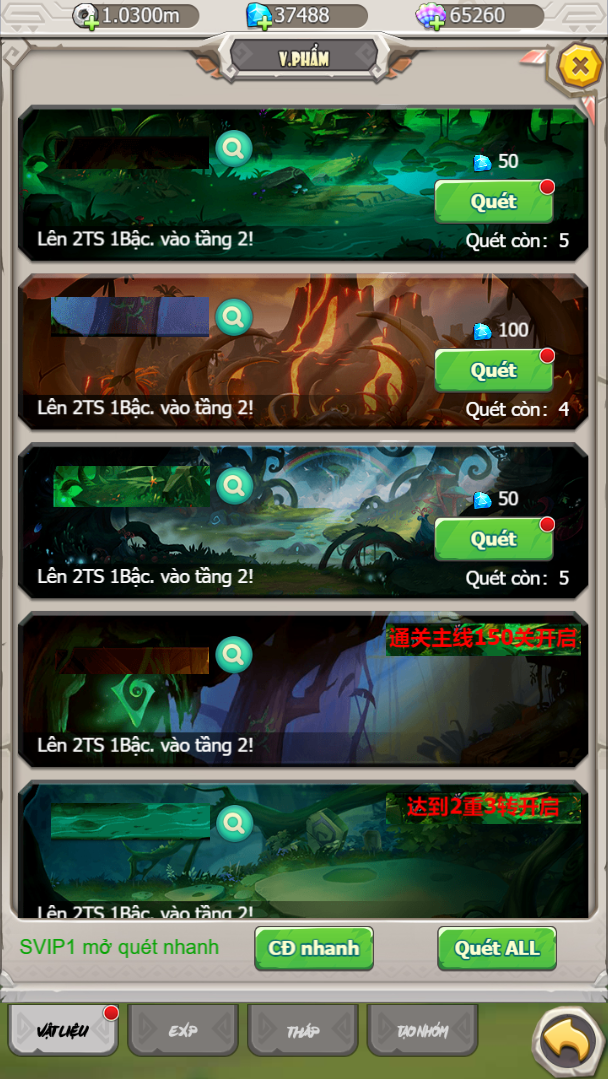 1.0300m 37488 65260
V.PHẨM
50
Quét
Lên 2TS 1Bậc. vào tầng 2! Quét còn: 5
100
Quét
Lên 2TS 1Bậc. vào tầng 2! Quét còn: 4
50
Quét
Lên 2TS 1Bậc. vào tầng 2! Quét còn: 5
通关主线150关开启
Lên 2TS 1Bậc. vào tầng 2!
达到2重3转开启
Lên 2TS 1Bậc. vào tầng 2!
SVIP1 mở quét nhanh CĐ nhanh Quét ALL
VẬT LIỆU EXP THÁP TẠO NHÓM